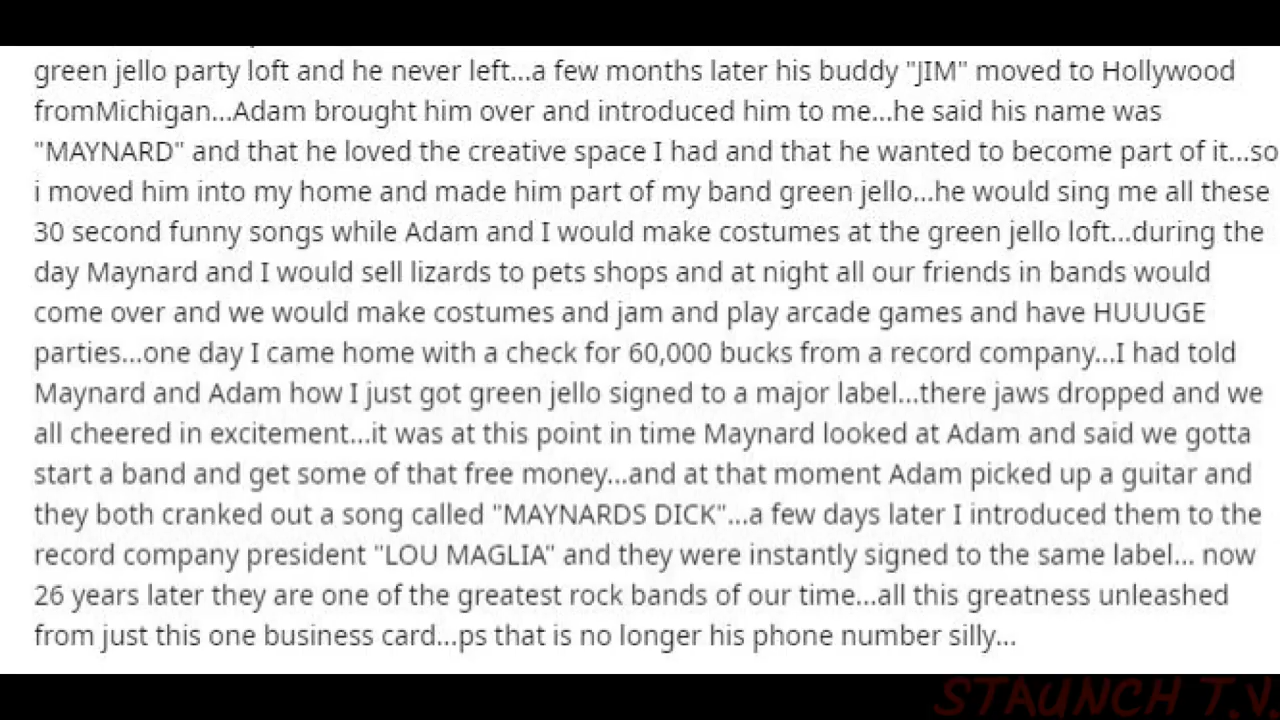 green jello party loft and he never left...a few months later his buddy "JIM" moved to Hollywood
fromMichigan...Adam brought him over and introduced him to me...he said his name was
"MAYNARD" and that he loved the creative space I had and that he wanted to become part of it...so
i moved him into my home and made him part of my band green jello...he would sing me all these
30 second funny songs while Adam and I would make costumes at the green jello loft...during the
day Maynard and I would sell lizards to pets shops and at night all our friends in bands would
come over and we would make costumes and jam and play arcade games and have HUUUGE
parties...one day I came home with a check for 60,000 bucks from a record company...I had told
Maynard and Adam how I just got green jello signed to a major label...there jaws dropped and we
all cheered in excitement...it was at this point in time Maynard looked at Adam and said we gotta
start a band and get some of that free money...and at that moment Adam picked up a guitar and
they both cranked out a song called "MAYNARDS DICK"...a few days later I introduced them to the
record company president "LOU MAGLIA" and they were instantly signed to the same label... now
26 years later they are one of the greatest rock bands of our time...all this greatness unleashed
from just this one business card...ps that is no longer his phone number silly...
STAUNCH T.V.